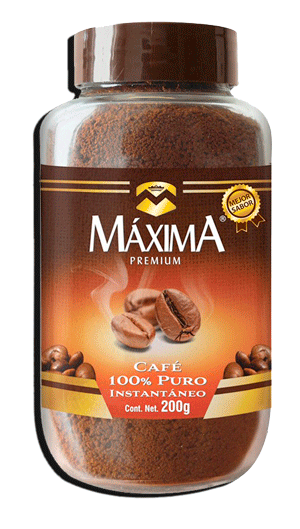 MEJOR
SABOR
MÁXIMA®
PREMIUM
CAFÉ
100% PURO
INSTANTÁNEO
Cont. Net. 200g